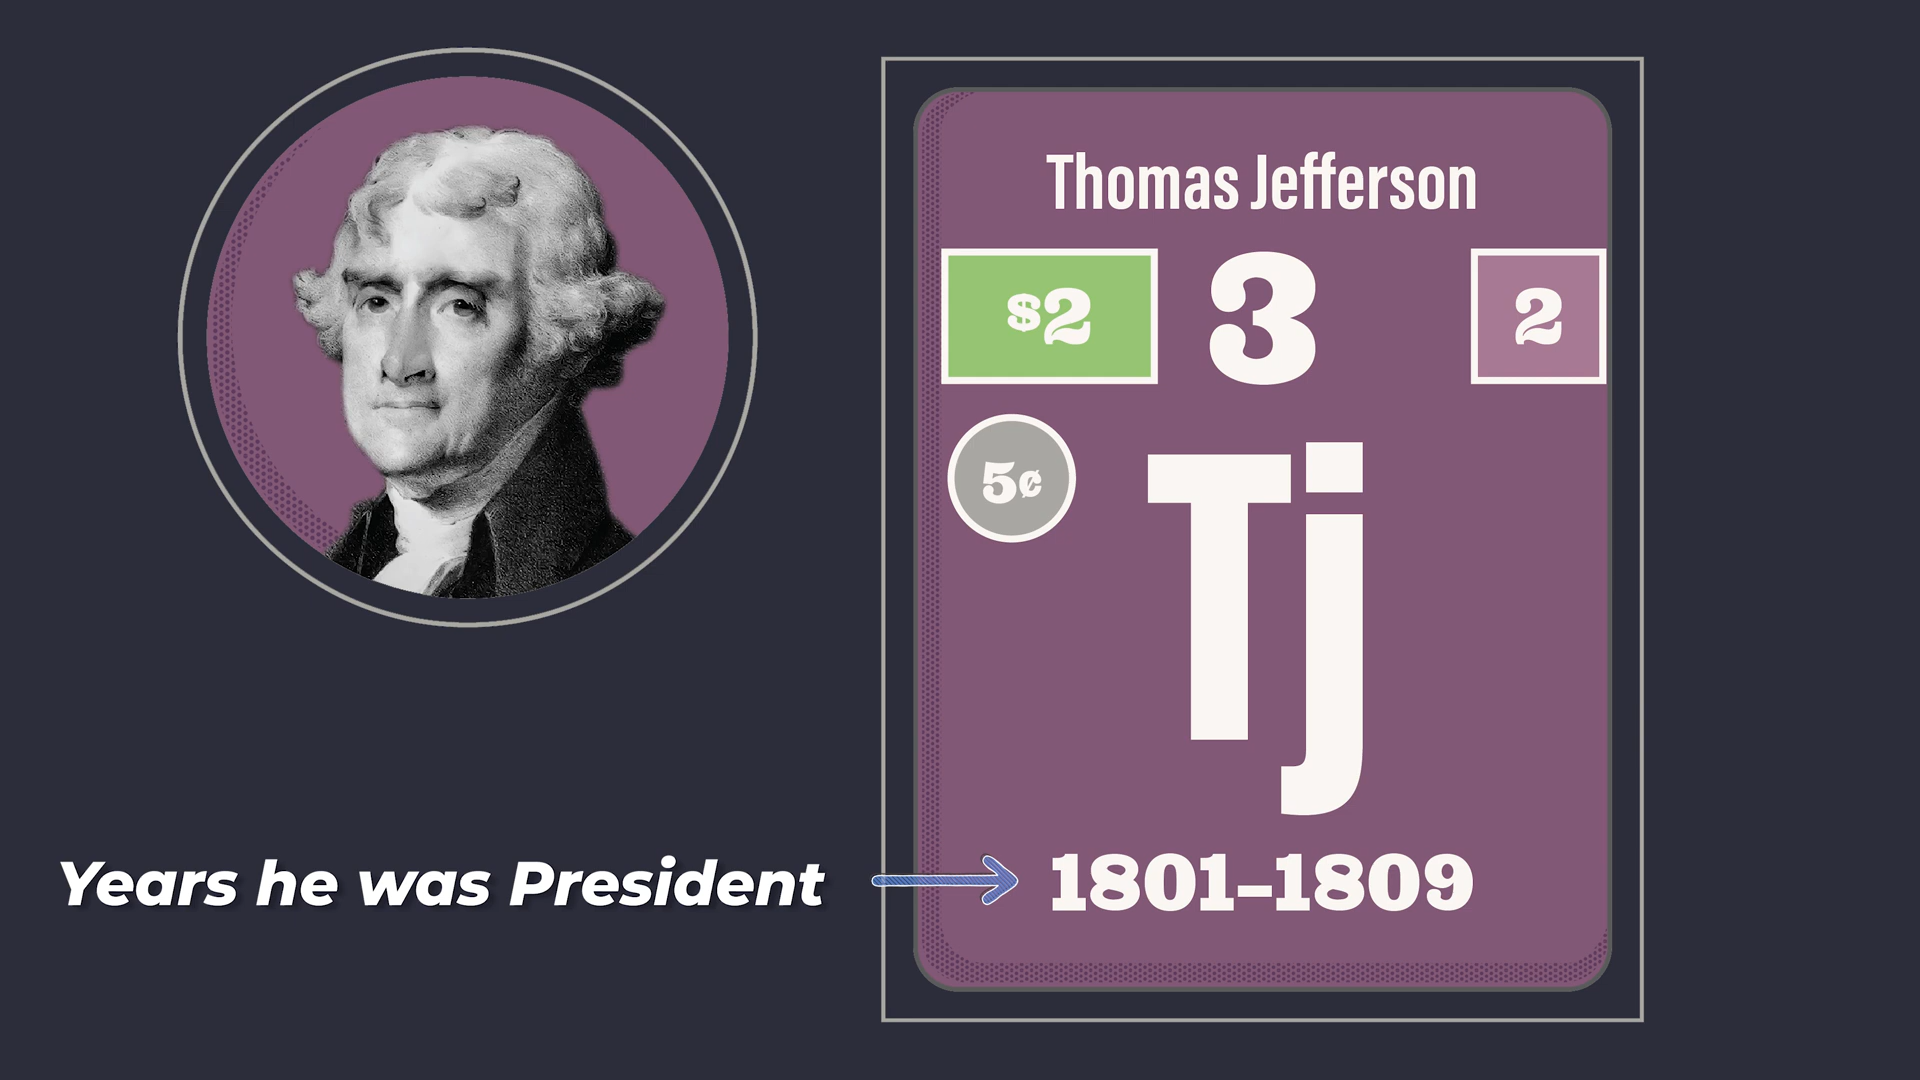 Thomas Jefferson
$2
3
2
5¢
Tj
Years he was President
1801–1809